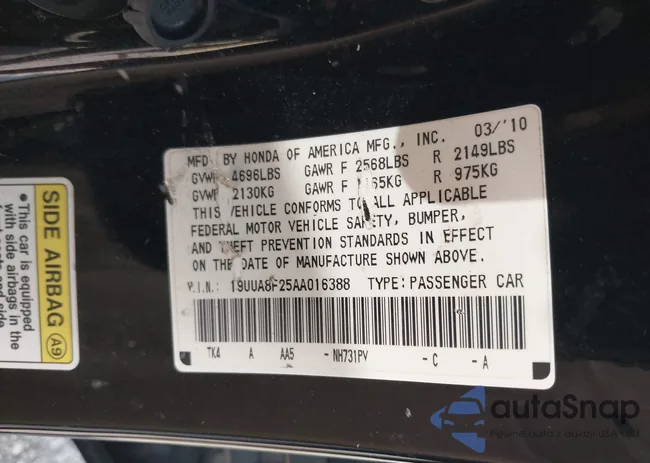 MFD. BY HONDA OF AMERICA MFG., INC. 03/'10
GVWR 4696LBS GAWR F 2568LBS R 2149LBS
GVWR 2130KG GAWR F 1165KG R 975KG
THIS VEHICLE CONFORMS TO ALL APPLICABLE
FEDERAL MOTOR VEHICLE SAFETY, BUMPER,
AND THEFT PREVENTION STANDARDS IN EFFECT
ON THE DATE OF MANUFACTURE SHOWN ABOVE.
V.I.N.: 19UUA8F25AA016388 TYPE: PASSENGER CAR
TK4 A AA5 -NH731PV -C -A
SIDE AIRBAG A9
• This car is equipped
with side airbags in the
autaSnap